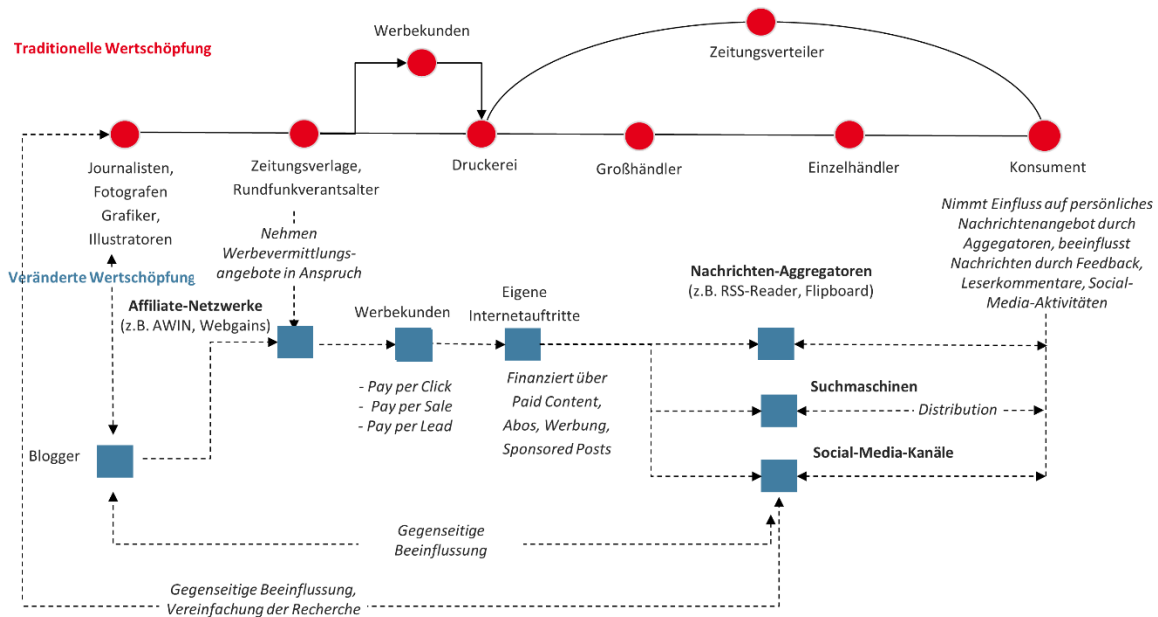 Traditionelle Wertschöpfung
Werbekunden
Zeitungsverteiler
Journalisten,
Fotografen
Grafiker,
Illustratoren
Zeitungsverlage,
Rundfunkverantsalter
Druckerei
Großhändler
Einzelhändler
Konsument
Nimmt Einfluss auf persönliches
Nachrichtenangebot durch
Aggegatoren, beeinflusst
Nachrichten durch Feedback,
Leserkommentare, Social-
Media-Aktivitäten
Nehmen
Werbevermittlungs-
angebote in Anspruch
Veränderte Wertschöpfung
Affiliate-Netzwerke
(z.B. AWIN, Webgains)
Werbekunden
Eigene
Internetauftritte
Nachrichten-Aggregatoren
(z.B. RSS-Reader, Flipboard)
- Pay per Click
- Pay per Sale
- Pay per Lead
Finanziert über
Paid Content,
Abos, Werbung,
Sponsored Posts
Suchmaschinen
Distribution
Social-Media-Kanäle
Blogger
Gegenseitige
Beeinflussung
Gegenseitige Beeinflussung,
Vereinfachung der Recherche